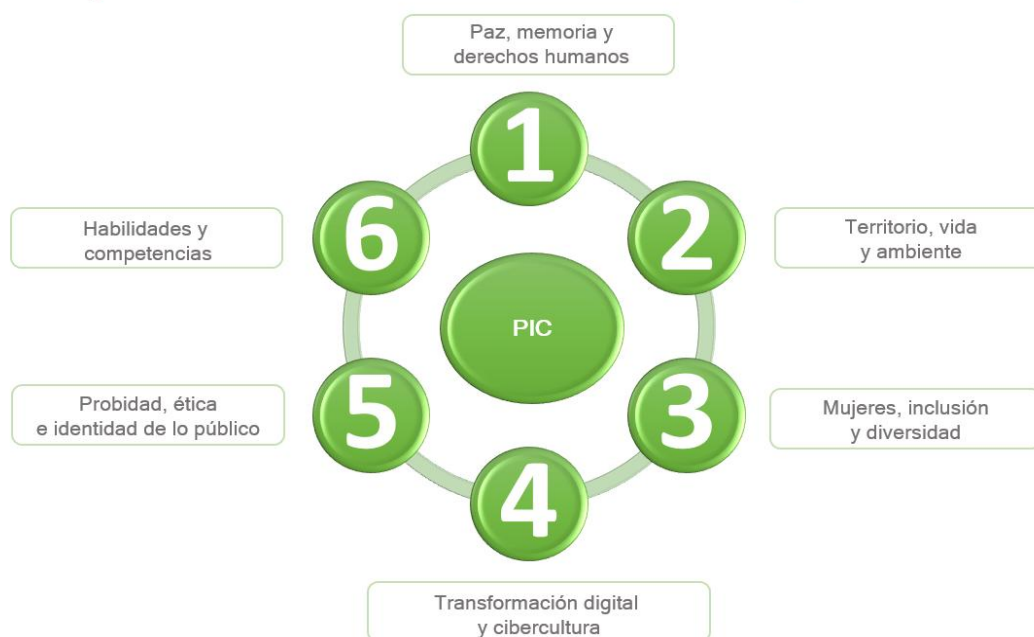 Paz, memoria y
derechos humanos
1
2
Territorio, vida
y ambiente
3
Mujeres, inclusión
y diversidad
4
Transformación digital
y cibercultura
5
Probidad, ética
e identidad de lo público
6
Habilidades y
competencias
PIC